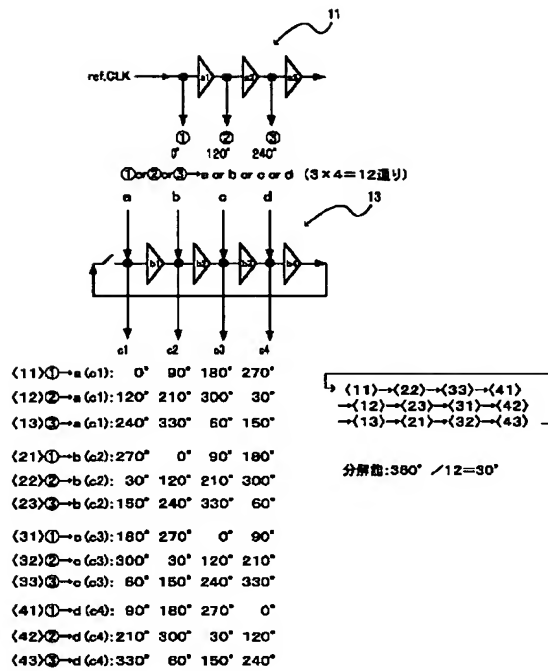 11
ref.CLK
a1 a2 a3
① ② ③
0° 120° 240°
①or②or③→a or b or c or d (3×4=12通り)
a b c d
13
b1 b2 b3 b4
c1 c2 c3 c4
〈11〉①→a(c1): 0° 90° 180° 270°
〈12〉②→a(c1):120° 210° 300° 30°
〈13〉③→a(c1):240° 330° 60° 150°
〈21〉①→b(c2):270° 0° 90° 180°
〈22〉②→b(c2): 30° 120° 210° 300°
〈23〉③→b(c2):150° 240° 330° 60°
〈31〉①→c(c3):180° 270° 0° 90°
〈32〉②→c(c3):300° 30° 120° 210°
〈33〉③→c(c3): 60° 150° 240° 330°
〈41〉①→d(c4): 90° 180° 270° 0°
〈42〉②→d(c4):210° 300° 30° 120°
〈43〉③→d(c4):330° 60° 150° 240°
〈11〉→〈22〉→〈33〉→〈41〉
→〈12〉→〈23〉→〈31〉→〈42〉
→〈13〉→〈21〉→〈32〉→〈43〉
分解能:360° /12=30°